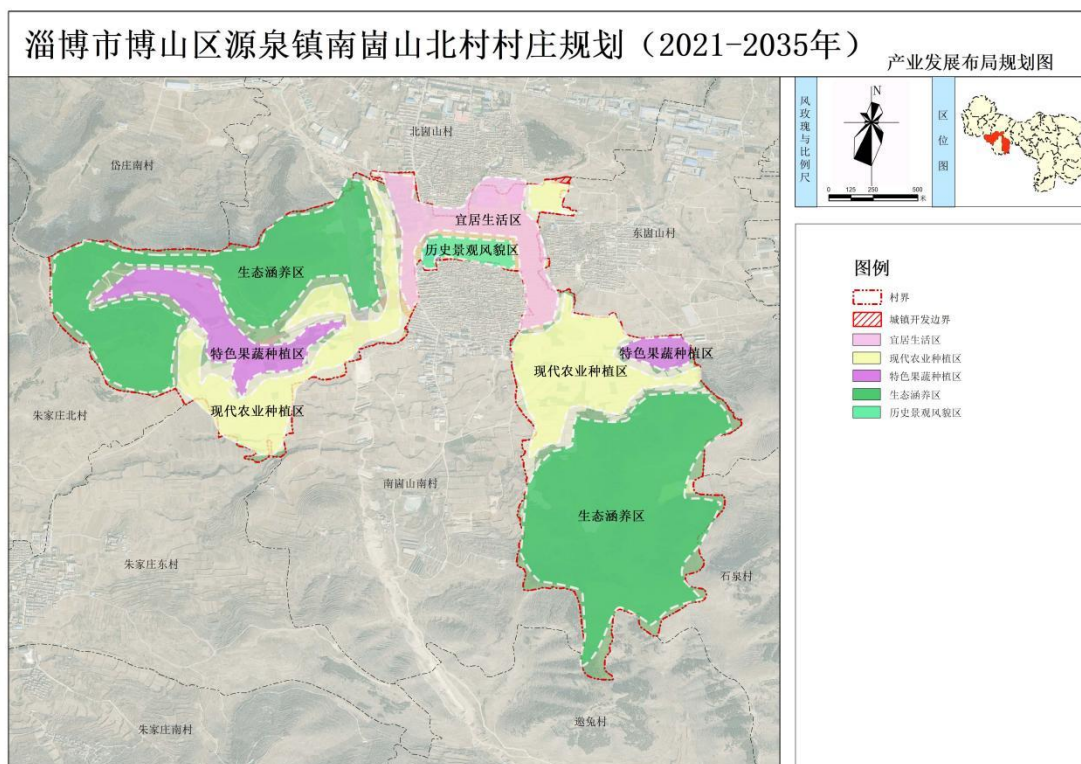 淄博市博山区源泉镇南崮山北村村庄规划（2021-2035年）
产业发展布局规划图
风玫瑰与比例尺
N
0 125 250 500
米
区位图
北崮山村
岱庄南村
宜居生活区
东崮山村
历史景观风貌区
生态涵养区
特色果蔬种植区
特色果蔬种植区
现代农业种植区
现代农业种植区
朱家庄北村
南崮山南村
生态涵养区
朱家庄东村
石泉村
朱家庄南村
邀兔村
图例
村界
城镇开发边界
宜居生活区
现代农业种植区
特色果蔬种植区
生态涵养区
历史景观风貌区